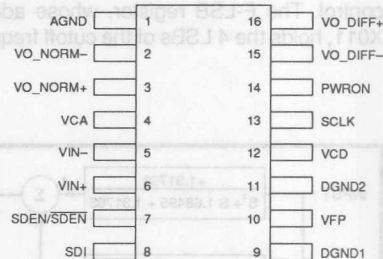 AGND 1 16 VO_DIFF+
VO_NORM– 2 15 VO_DIFF–
VO_NORM+ 3 14 PWRON
VCA 4 13 SCLK
VIN– 5 12 VCD
VIN+ 6 11 DGND2
SDEN/SDEN 7 10 VFP
SDI 8 9 DGND1